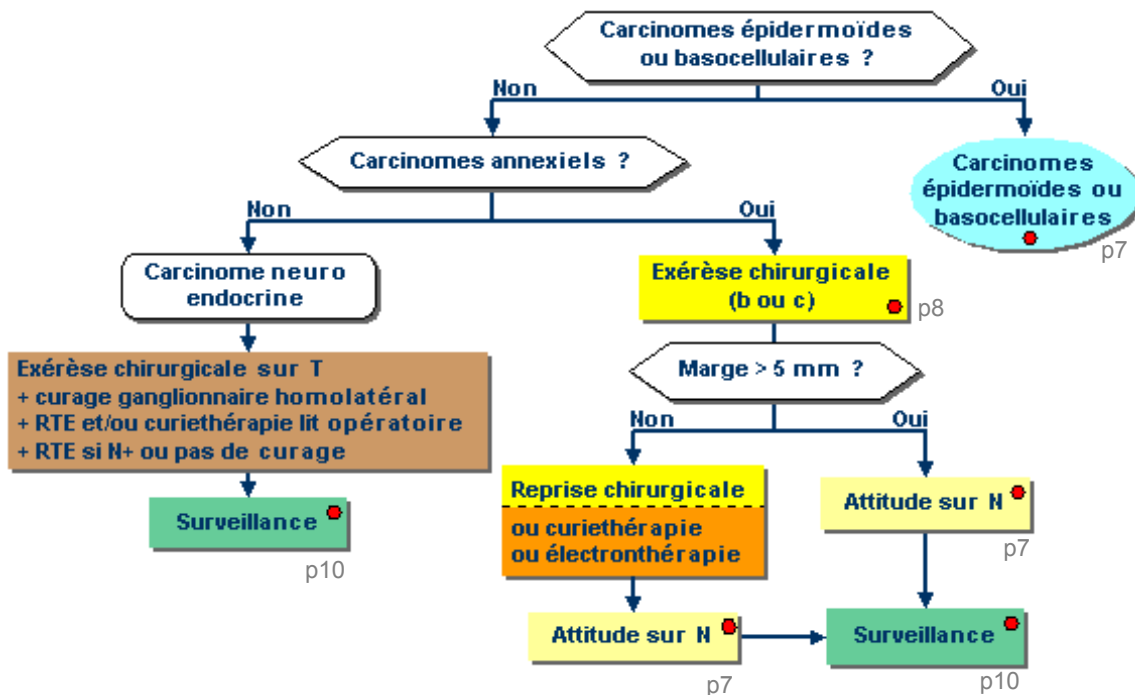 Carcinomes épidermoïdes
ou basocellulaires ?
Non
Oui
Carcinomes annexiels ?
Carcinomes
épidermoïdes ou
basocellulaires
p7
Non
Oui
Carcinome neuro
endocrine
Exérèse chirurgicale
(b ou c)
p8
Exérèse chirurgicale sur T
+ curage ganglionnaire homolatéral
+ RTE et/ou curiethérapie lit opératoire
+ RTE si N+ ou pas de curage
Marge > 5 mm ?
Non
Oui
Surveillance
p10
Reprise chirurgicale
ou curiethérapie
ou électronthérapie
Attitude sur N
p7
Attitude sur N
p7
Surveillance
p10